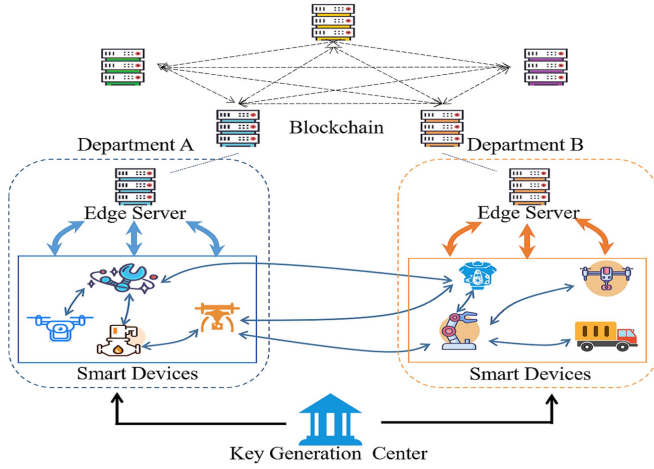 Blockchain
Department A
Department B
Edge Server
Edge Server
Smart Devices
Smart Devices
Key Generation Center